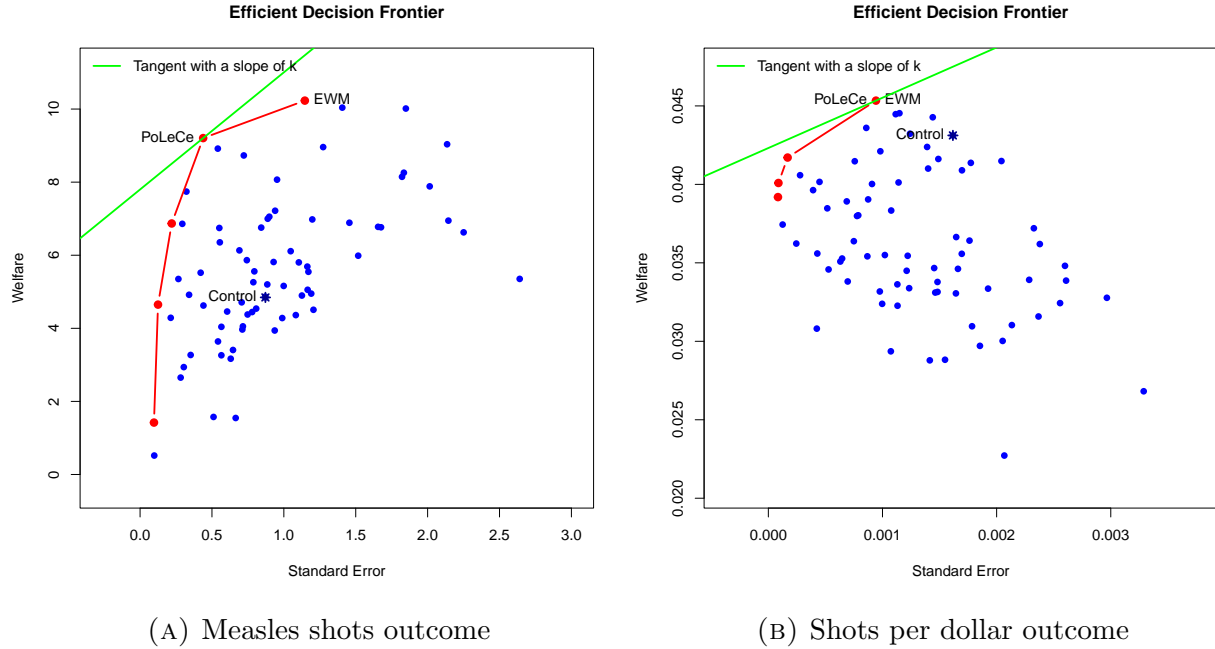 Efficient Decision Frontier
Tangent with a slope of k
EWM
PoLeCe
Control
Welfare
0 2 4 6 8 10
0.0 0.5 1.0 1.5 2.0 2.5 3.0
Standard Error
(A) Measles shots outcome
Efficient Decision Frontier
Tangent with a slope of k
PoLeCe EWM
Control
Welfare
0.020 0.025 0.030 0.035 0.040 0.045
0.000 0.001 0.002 0.003
Standard Error
(B) Shots per dollar outcome